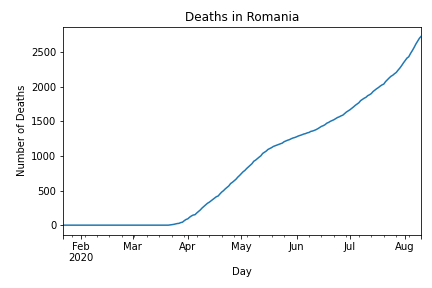 Deaths in Romania
Number of Deaths
2500
2000
1500
1000
500
0
Feb Mar Apr May Jun Jul Aug
2020
Day